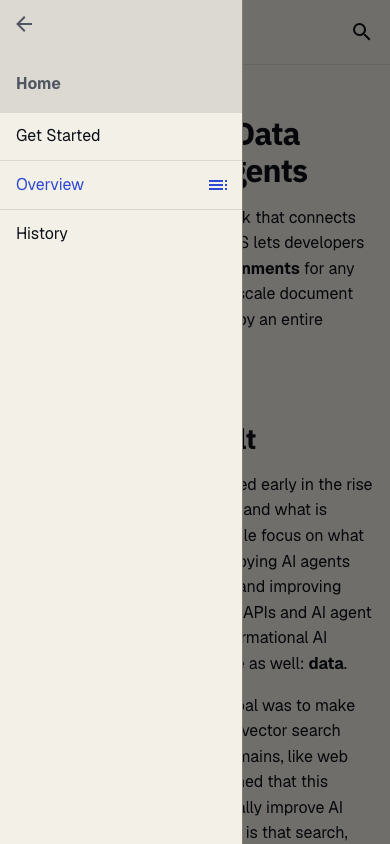 Home
Get Started
Overview
History
Data
gents
that connects
lets developers
nments for any
scale document
by an entire
lt
ed early in the rise
and what is
le focus on what
oying AI agents
and improving
APIs and AI agent
rmational AI
as well: data.
al was to make
vector search
mains, like web
ed that this
ally improve AI
is that search,